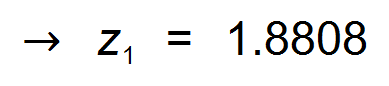 → z₁ = 1.8808